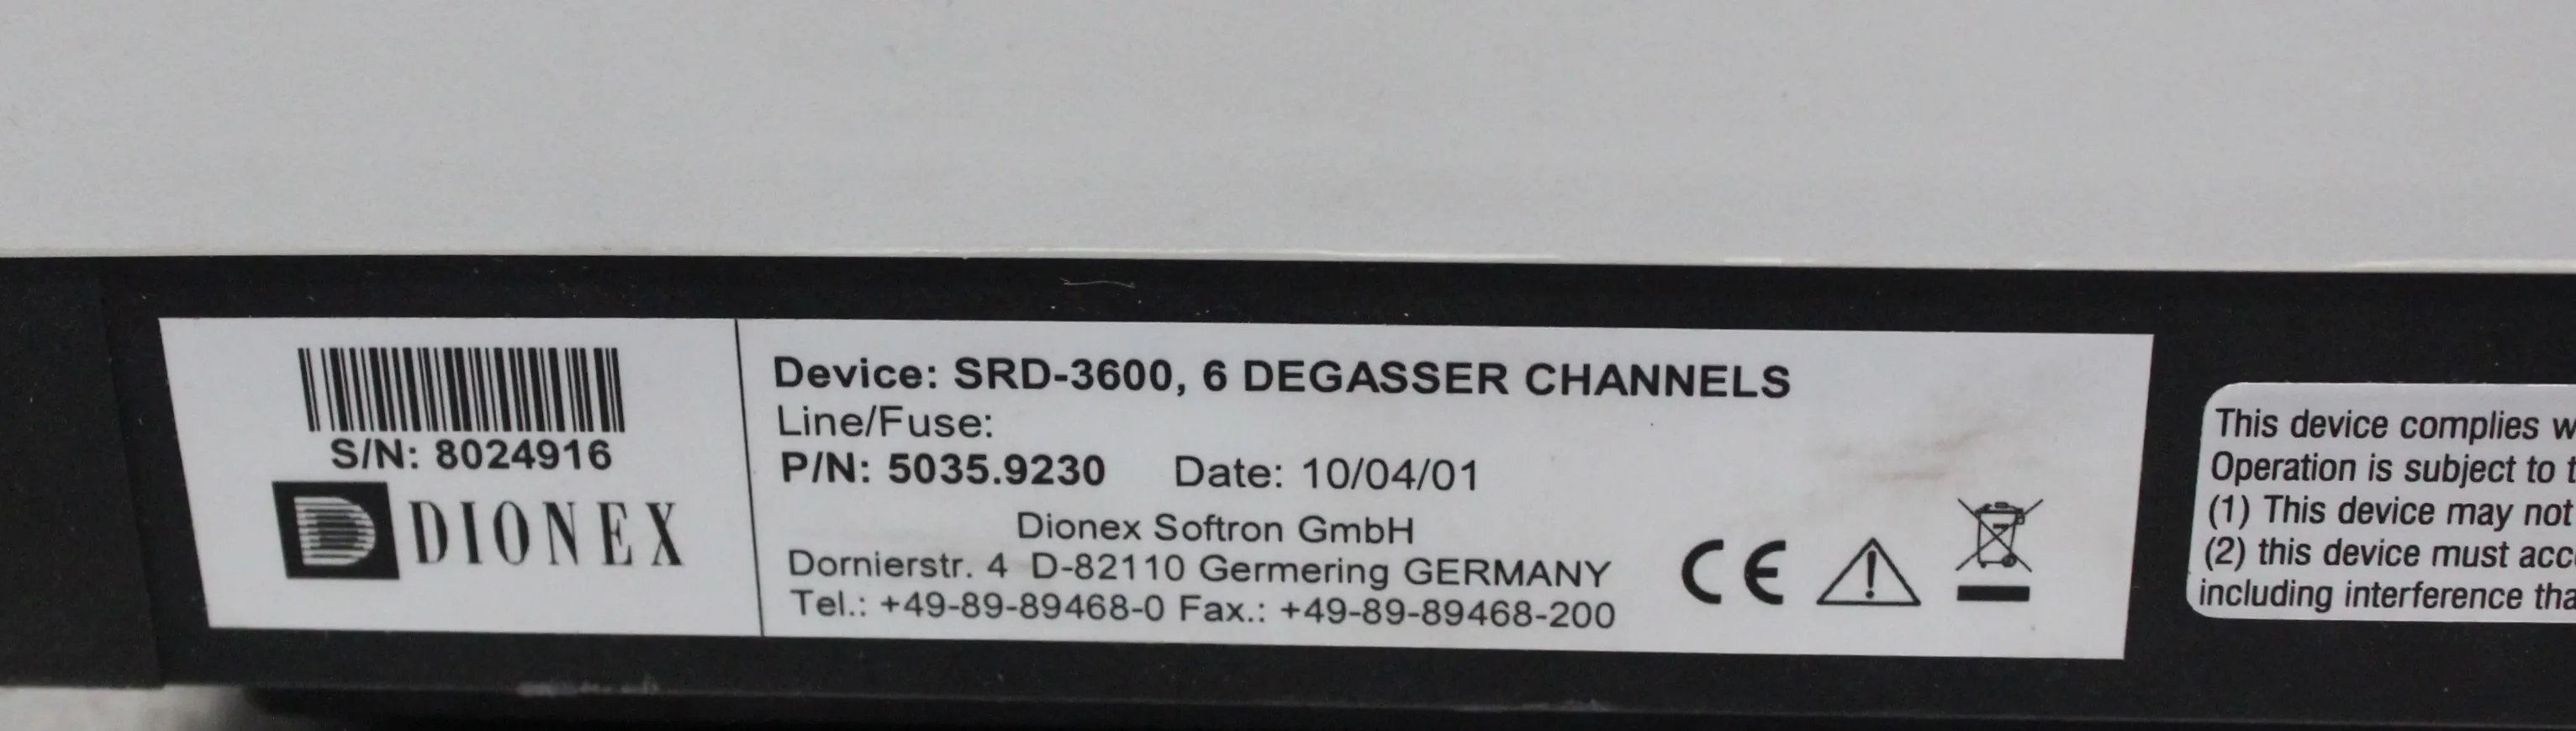 S/N: 8024916
DIONEX
Device: SRD-3600, 6 DEGASSER CHANNELS
Line/Fuse:
P/N: 5035.9230 Date: 10/04/01
Dionex Softron GmbH
Dornierstr. 4 D-82110 Germering GERMANY
Tel.: +49-89-89468-0 Fax.: +49-89-89468-200
CE
This device complies w
Operation is subject to t
(1) This device may not
(2) this device must acc
including interference tha